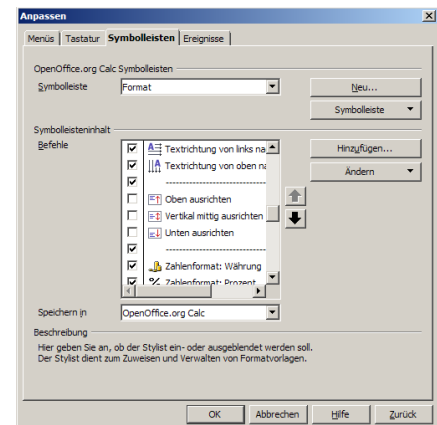 Anpassen
Menüs Tastatur Symbolleisten Ereignisse
OpenOffice.org Calc Symbolleisten
Symbolleiste Format Neu...
Symbolleiste
Symbolleisteninhalt
Befehle Textrichtung von links na Hinzufügen...
Textrichtung von oben na Ändern
--------------------------
Oben ausrichten
Vertikal mittig ausrichten
Unten ausrichten
--------------------------
Zahlenformat: Währung
Zahlenformat: Prozent
Speichern in OpenOffice.org Calc
Beschreibung
Hier geben Sie an, ob der Stylist ein- oder ausgeblendet werden soll.
Der Stylist dient zum Zuweisen und Verwalten von Formatvorlagen.
OK Abbrechen Hilfe Zurück